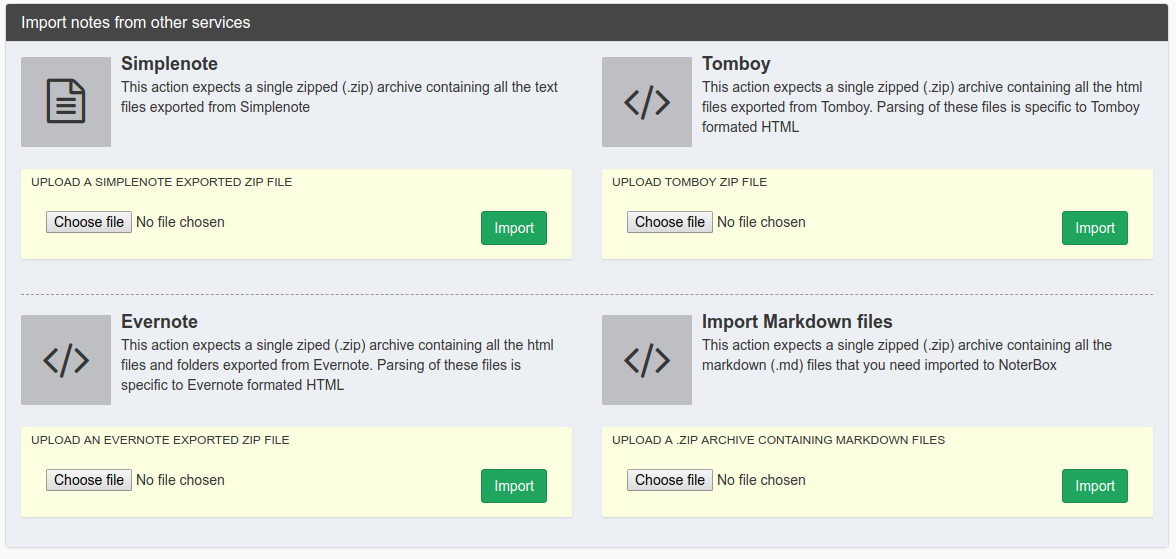 Import notes from other services
Simplenote
This action expects a single zipped (.zip) archive containing all the text
files exported from Simplenote
Tomboy
This action expects a single zipped (.zip) archive containing all the html
files exported from Tomboy. Parsing of these files is specific to Tomboy
formated HTML
UPLOAD A SIMPLENOTE EXPORTED ZIP FILE
Choose file No file chosen
Import
UPLOAD TOMBOY ZIP FILE
Choose file No file chosen
Import
Evernote
This action expects a single ziped (.zip) archive containing all the html
files and folders exported from Evernote. Parsing of these files is
specific to Evernote formated HTML
Import Markdown files
This action expects a single zipped (.zip) archive containing all the
markdown (.md) files that you need imported to NoterBox
UPLOAD AN EVERNOTE EXPORTED ZIP FILE
Choose file No file chosen
Import
UPLOAD A .ZIP ARCHIVE CONTAINING MARKDOWN FILES
Choose file No file chosen
Import